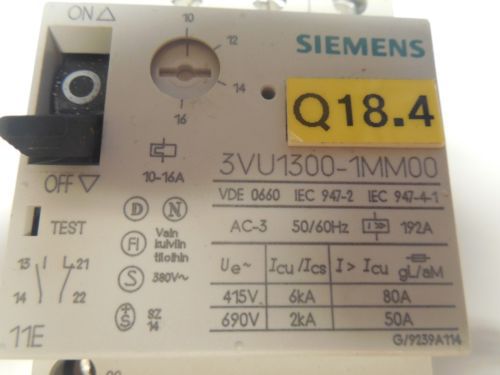 ON
10
12
14
16
SIEMENS
Q18.4
3VU1300-1MM00
10-16A
OFF
VDE 0660 IEC 947-2 IEC 947-4-1
TEST
D N
AC-3 50/60Hz I>> 192A
FI
Vain
kuiviin
tiloihin
13 21
14 22
S 380V~
Ue~ Icu/Ics I > Icu gL/aM
415V 6kA 80A
690V 2kA 50A
S
SZ
14
11E
G/9239A114